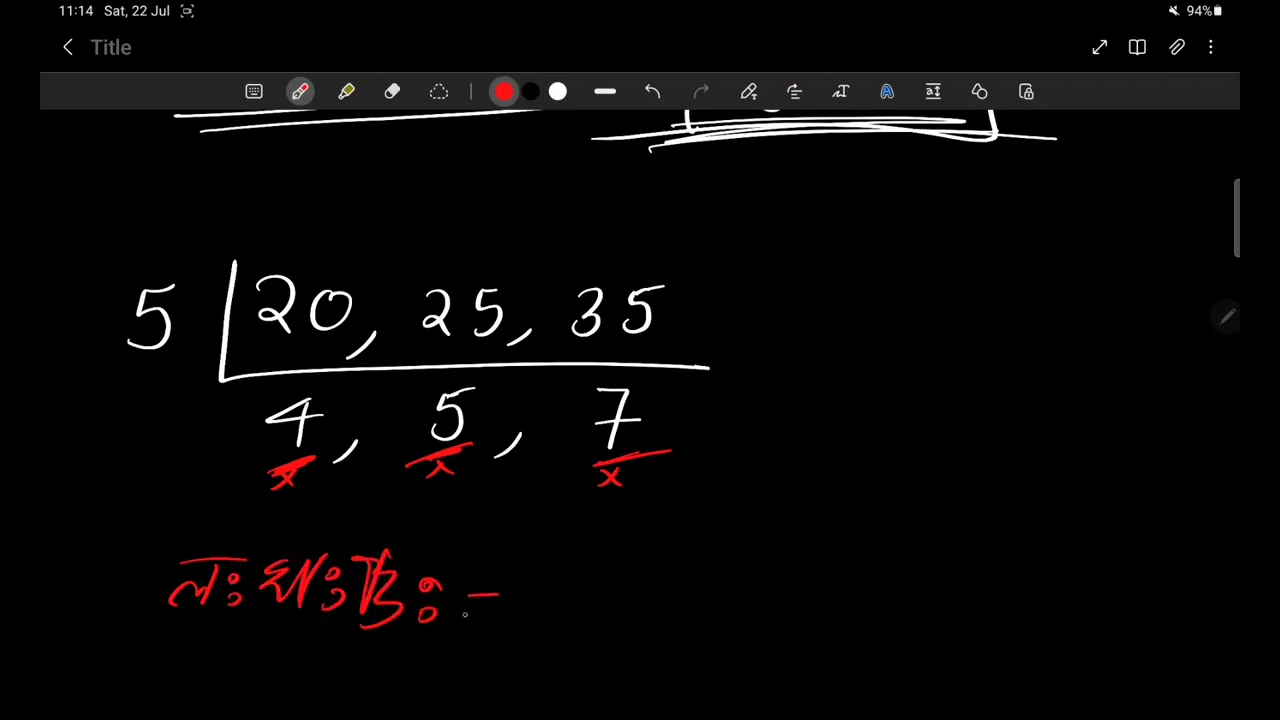 11:14 Sat, 22 Jul
94%
Title
5 | 20, 25, 35
4, 5, 7
x x x